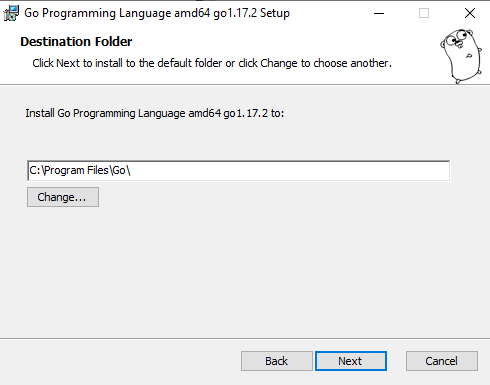 Go Programming Language amd64 go1.17.2 Setup
Destination Folder
Click Next to install to the default folder or click Change to choose another.
Install Go Programming Language amd64 go1.17.2 to:
C:\Program Files\Go\
Change...
Back
Next
Cancel